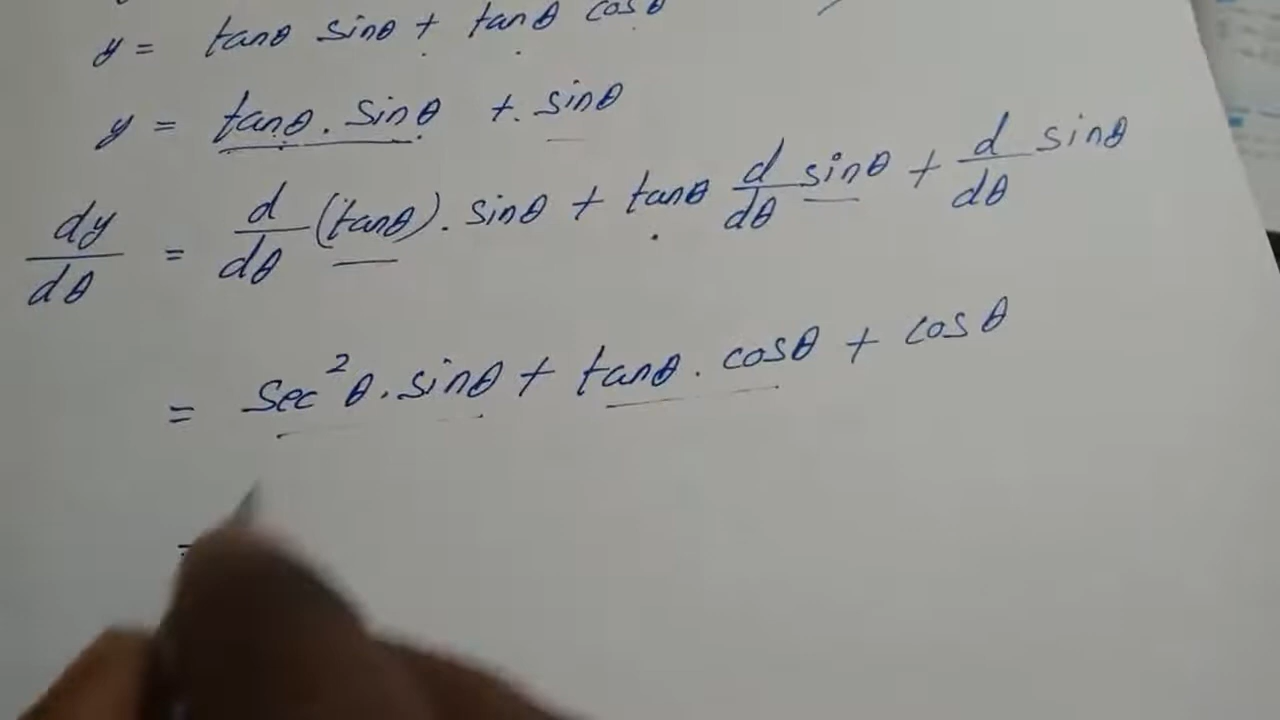 y = tanθ sinθ + tanθ cosθ
y = tanθ . sinθ + sinθ
dy/dθ = d/dθ (tanθ) . sinθ + tanθ d/dθ sinθ + d/dθ sinθ
= sec²θ . sinθ + tanθ . cosθ + cosθ
=